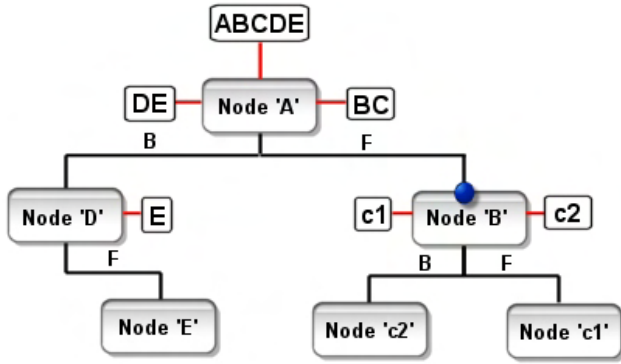 ABCDE
DE
Node 'A'
BC
B
F
Node 'D'
E
c1
Node 'B'
c2
F
B
F
Node 'E'
Node 'c2'
Node 'c1'